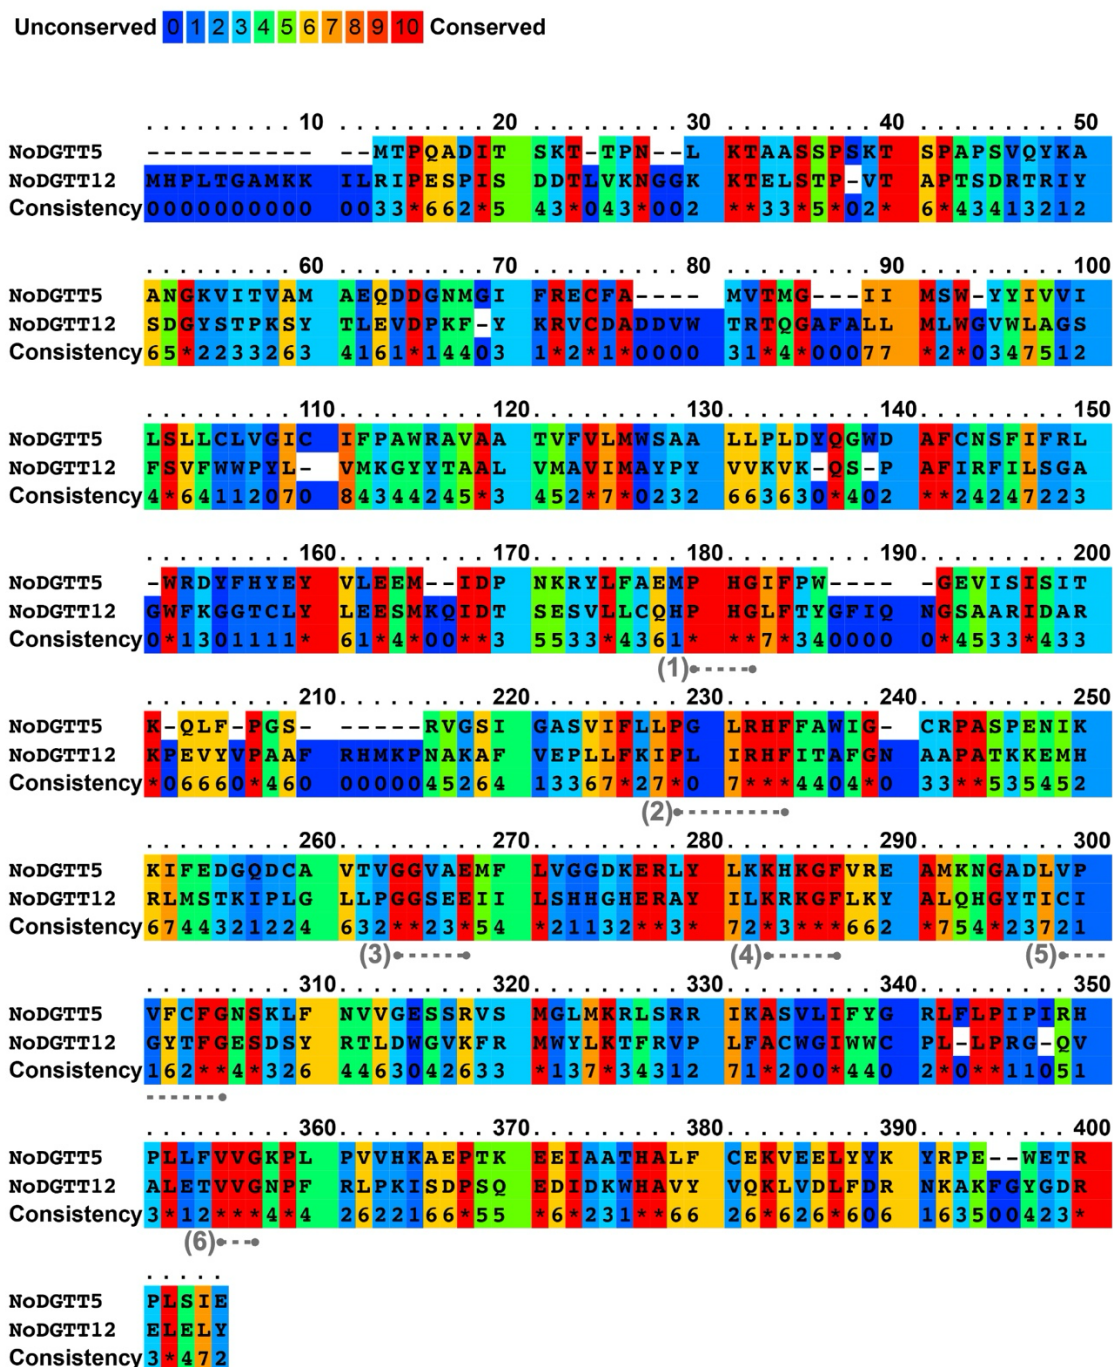 Unconserved 0 1 2 3 4 5 6 7 8 9 10 Conserved
. . . . . . . . . 10 . . . . . . . . . 20 . . . . . . . . . 30 . . . . . . . . . 40 . . . . . . . . . 50
NoDGTT5 ---------- --MTPQADIT SKT-TPN--L KTAASSPSKT SPAPSVQYKA
NoDGTT12 MHPLTGAMKK ILRIPESPIS DDTLVKNGGK KTELSTP-VT APTSDRTRIY
Consistency 0000000000 0033*662*5 43*043*002 **33*5*02* 6*43413212
. . . . . . . . . 60 . . . . . . . . . 70 . . . . . . . . . 80 . . . . . . . . . 90 . . . . . . . . . 100
NoDGTT5 ANGKVITVAM AEQDDGNMGI FRECFA---- MVTMG---II MSW-YYIVVI
NoDGTT12 SDGYSTPKSY TLEVDPKF-Y KRVCDADDVW TRTQGAFALL MLWGVWLAGS
Consistency 65*2233263 4161*14403 1*2*1*0000 31*4*00077 *2*0347512
. . . . . . . . . 110 . . . . . . . . . 120 . . . . . . . . . 130 . . . . . . . . . 140 . . . . . . . . . 150
NoDGTT5 LSLLCLVGIC IFPAWRAVAA TVFVLMWSAA LLPLDYQGWD AFCNSFIFRL
NoDGTT12 FSVFWWPYL- VMKGYYTAAL VMAVIMAYPY VVKVK-QS-P AFIRFILSGA
Consistency 4*64112070 84344245*3 452*7*0232 663630*402 **24247223
. . . . . . . . . 160 . . . . . . . . . 170 . . . . . . . . . 180 . . . . . . . . . 190 . . . . . . . . . 200
NoDGTT5 -WRDYFHYEY VLEEM--IDP NKRYLFAEMP HGIFPW---- -GEVISISIT
NoDGTT12 GWFKGGTCLY LEESMKQIDT SESVLLCQHP HGLFTYGFIQ NGSAARIDAR
Consistency 0*1301111* 61*4*00**3 5533*4361* **7*340000 0*4533*433
(1)
. . . . . . . . . 210 . . . . . . . . . 220 . . . . . . . . . 230 . . . . . . . . . 240 . . . . . . . . . 250
NoDGTT5 K-QLF-PGS- -----RVGSI GASVIFLLPG LRHFFAWIG- CRPASPENIK
NoDGTT12 KPEVYVPAAF RHMKPNAKAF VEPLLFKIPL IRHFITAFGN AAPATKKEMH
Consistency *06660*460 0000045264 13367*27*0 7***4404*0 33**535452
(2)
. . . . . . . . . 260 . . . . . . . . . 270 . . . . . . . . . 280 . . . . . . . . . 290 . . . . . . . . . 300
NoDGTT5 KIFEDGQDCA VTVGGVAEMF LVGGDKERLY LKKHKGFVRE AMKNGADLVP
NoDGTT12 RLMSTKIPLG LLPGGSEEII LSHHGHERAY ILKRKGFLKY ALQHGYTICI
Consistency 6744321224 632**23*54 *21132**3* 72*3***662 *754*23721
(3) (4) (5)
. . . . . . . . . 310 . . . . . . . . . 320 . . . . . . . . . 330 . . . . . . . . . 340 . . . . . . . . . 350
NoDGTT5 VFCFGNSKLF NVVGESSRVS MGLMKRLSRR IKASVLIFYG RLFLPIPIRH
NoDGTT12 GYTFGESDSY RTLDWGVKFR MWYLKTFRVP LFACWGIWWC PL-LPRG-QV
Consistency 162**4*326 4463042633 *137*34312 71*200*440 2*0**11051
. . . . . . . . . 360 . . . . . . . . . 370 . . . . . . . . . 380 . . . . . . . . . 390 . . . . . . . . . 400
NoDGTT5 PLLFVVGKPL PVVHKAEPTK EEIAATHALF CEKVEELYYK YRPE--WETR
NoDGTT12 ALETVVGNPF RLPKISDPSQ EDIDKWHAVY VQKLVDLFDR NKAKFGYGDR
Consistency 3*12***4*4 262216​6*55 *6*231**66 26*626*606 163500423*
(6)
. . . . .
NoDGTT5 PLSIE
NoDGTT12 ELELY
Consistency 3*472